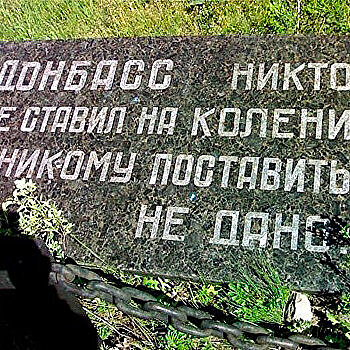 ДОНБАСС НИКТО
Е СТАВИЛ НА КОЛЕНИ
НИКОМУ ПОСТАВИТЬ
НЕ ДАНО.